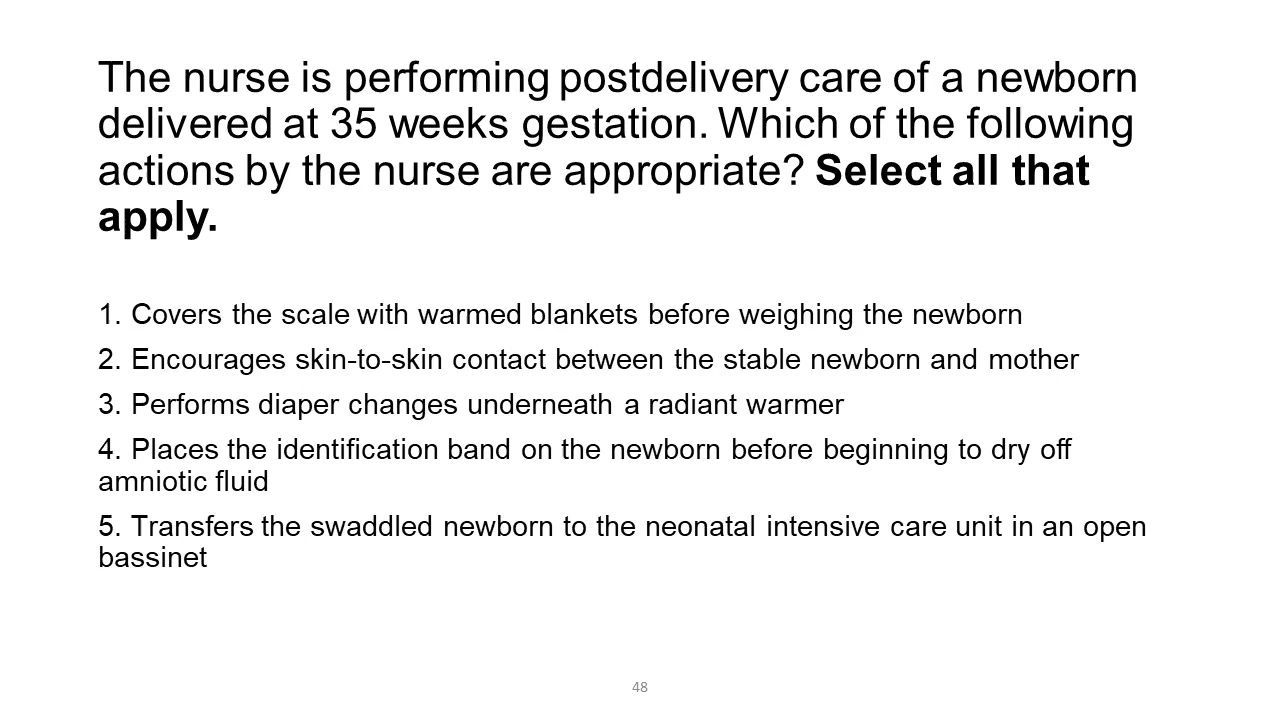 The nurse is performing postdelivery care of a newborn
delivered at 35 weeks gestation. Which of the following
actions by the nurse are appropriate? Select all that
apply.
1. Covers the scale with warmed blankets before weighing the newborn
2. Encourages skin-to-skin contact between the stable newborn and mother
3. Performs diaper changes underneath a radiant warmer
4. Places the identification band on the newborn before beginning to dry off
amniotic fluid
5. Transfers the swaddled newborn to the neonatal intensive care unit in an open
bassinet
48